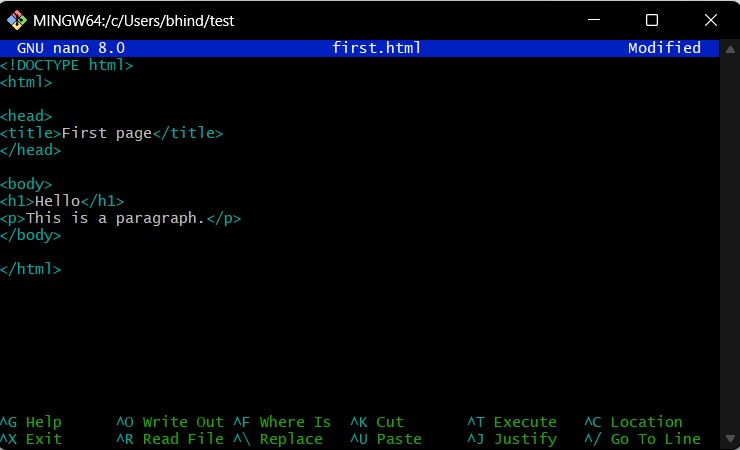 MINGW64:/c/Users/bhind/test
GNU nano 8.0 first.html Modified
<!DOCTYPE html>
<html>
<head>
<title>First page</title>
</head>
<body>
<h1>Hello</h1>
<p>This is a paragraph.</p>
</body>
</html>
^G Help ^O Write Out ^F Where Is ^K Cut ^T Execute ^C Location
^X Exit ^R Read File ^\ Replace ^U Paste ^J Justify ^/ Go To Line